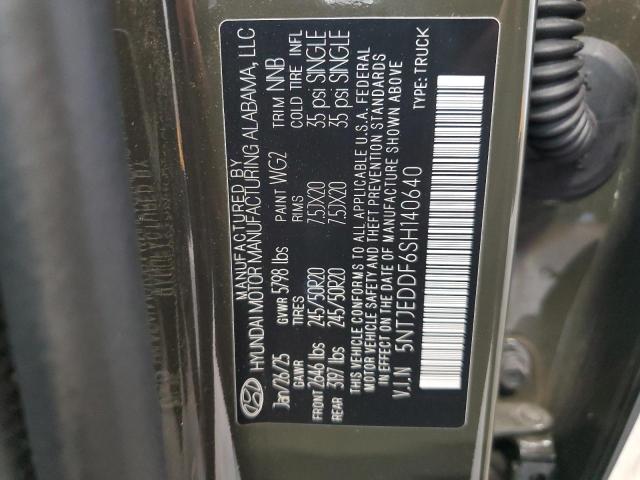 MANUFACTURED BY
HYUNDAI MOTOR MANUFACTURING ALABAMA, LLC
Jan/26/25 GVWR 5798 lbs PAINT WG2 TRIM NNB
GAWR TIRES RIMS COLD TIRE INFL
FRONT 2646 lbs 245/50R20 7.5JX20 35 psi SINGLE
REAR 3197 lbs 245/50R20 7.5JX20 35 psi SINGLE
THIS VEHICLE CONFORMS TO ALL APPLICABLE U.S.A. FEDERAL
MOTOR VEHICLE SAFETY AND THEFT PREVENTION STANDARDS
IN EFFECT ON THE DATE OF MANUFACTURE SHOWN ABOVE
V.I.N 5NTJEDDF6SH140640 TYPE: TRUCK